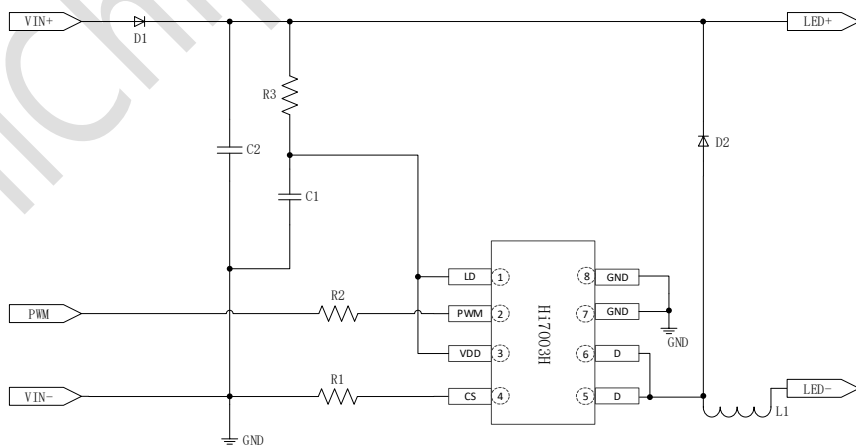 VIN+
D1
LED+
R3
C2
D2
C1
LD 1
8 GND
PWM
R2
PWM 2
7 GND
Hi7003H
GND
VDD 3
6 D
VIN-
R1
CS 4
5 D
L1
LED-
GND